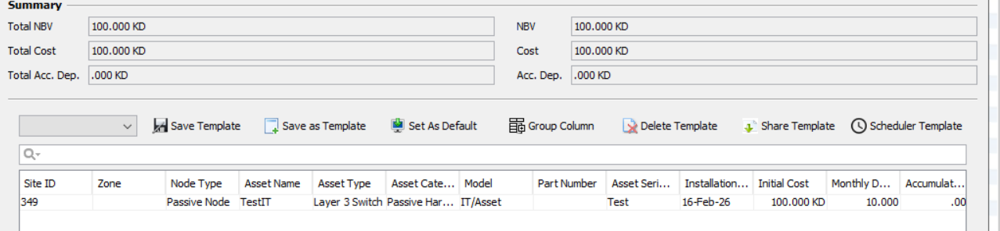 Summary
Total NBV 100.000 KD NBV 100.000 KD
Total Cost 100.000 KD Cost 100.000 KD
Total Acc. Dep. .000 KD Acc. Dep. .000 KD
Save Template Save as Template Set As Default Group Column Delete Template Share Template Scheduler Template
Site ID Zone Node Type Asset Name Asset Type Asset Cate... Model Part Number Asset Seri... Installation... Initial Cost Monthly D... Accumulat...
349 Passive Node TestIT Layer 3 Switch Passive Har... IT/Asset Test 16-Feb-26 100.000 KD 10.000 .00